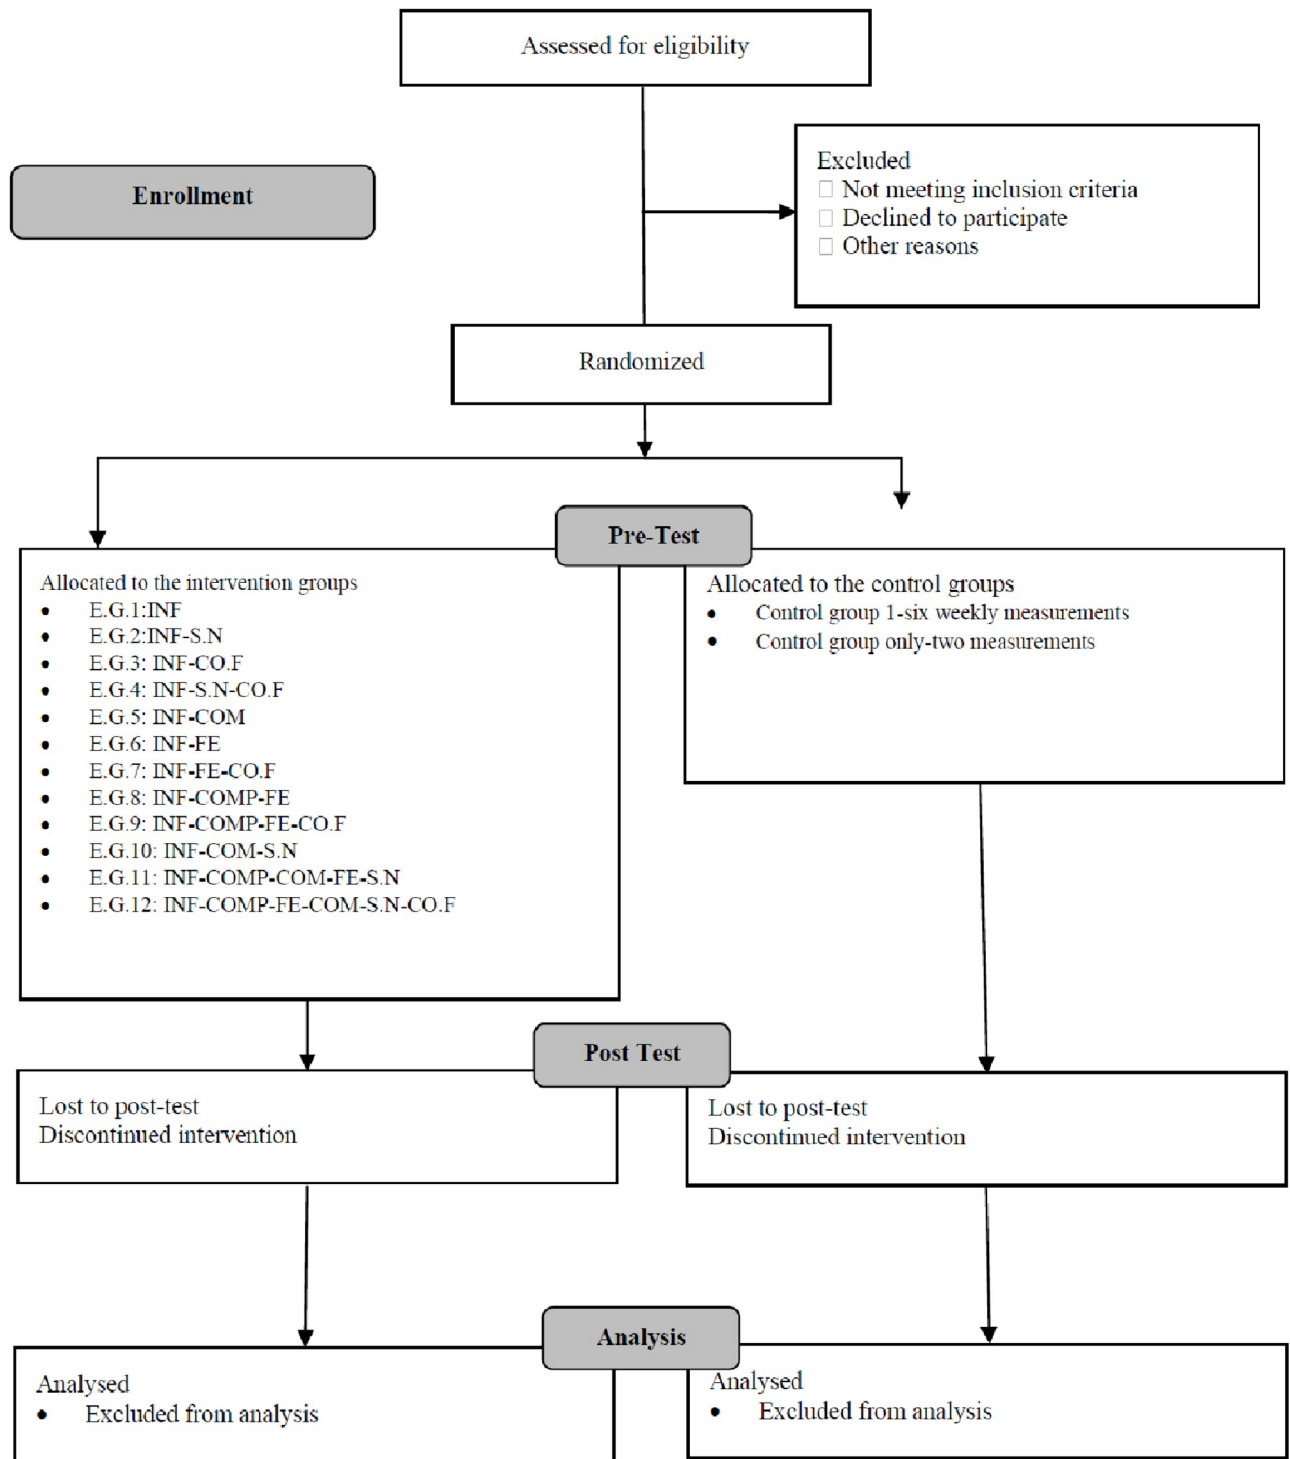 Assessed for eligibility
Enrollment
Excluded
□ Not meeting inclusion criteria
□ Declined to participate
□ Other reasons
Randomized
Pre-Test
Allocated to the intervention groups
• E.G.1:INF
• E.G.2:INF-S.N
• E.G.3: INF-CO.F
• E.G.4: INF-S.N-CO.F
• E.G.5: INF-COM
• E.G.6: INF-FE
• E.G.7: INF-FE-CO.F
• E.G.8: INF-COMP-FE
• E.G.9: INF-COMP-FE-CO.F
• E.G.10: INF-COM-S.N
• E.G.11: INF-COMP-COM-FE-S.N
• E.G.12: INF-COMP-FE-COM-S.N-CO.F
Allocated to the control groups
• Control group 1-six weekly measurements
• Control group only-two measurements
Post Test
Lost to post-test
Discontinued intervention
Lost to post-test
Discontinued intervention
Analysis
Analysed
• Excluded from analysis
Analysed
• Excluded from analysis